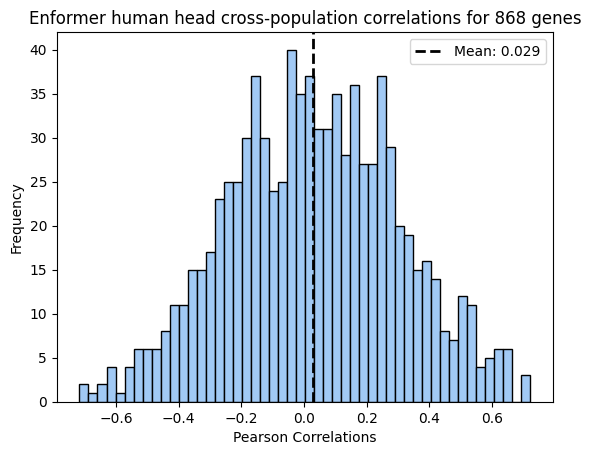 Enformer human head cross-population correlations for 868 genes
Mean: 0.029
Frequency
40
35
30
25
20
15
10
5
0
−0.6 −0.4 −0.2 0.0 0.2 0.4 0.6
Pearson Correlations